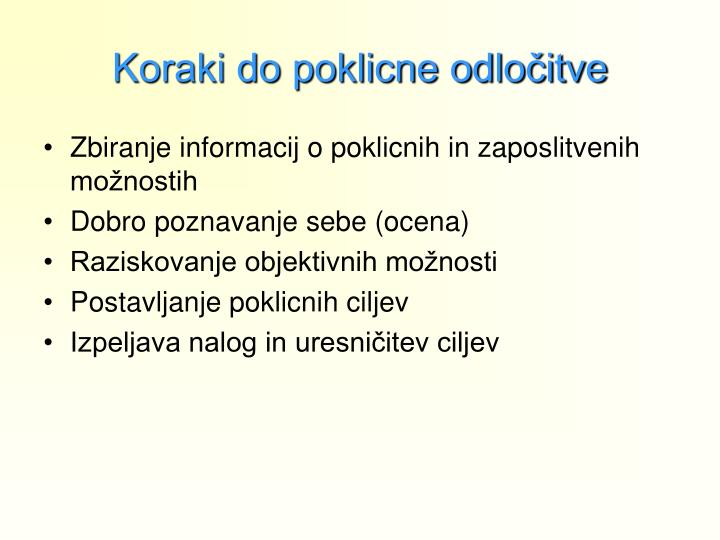 Koraki do poklicne odločitve
• Zbiranje informacij o poklicnih in zaposlitvenih
možnostih
• Dobro poznavanje sebe (ocena)
• Raziskovanje objektivnih možnosti
• Postavljanje poklicnih ciljev
• Izpeljava nalog in uresničitev ciljev